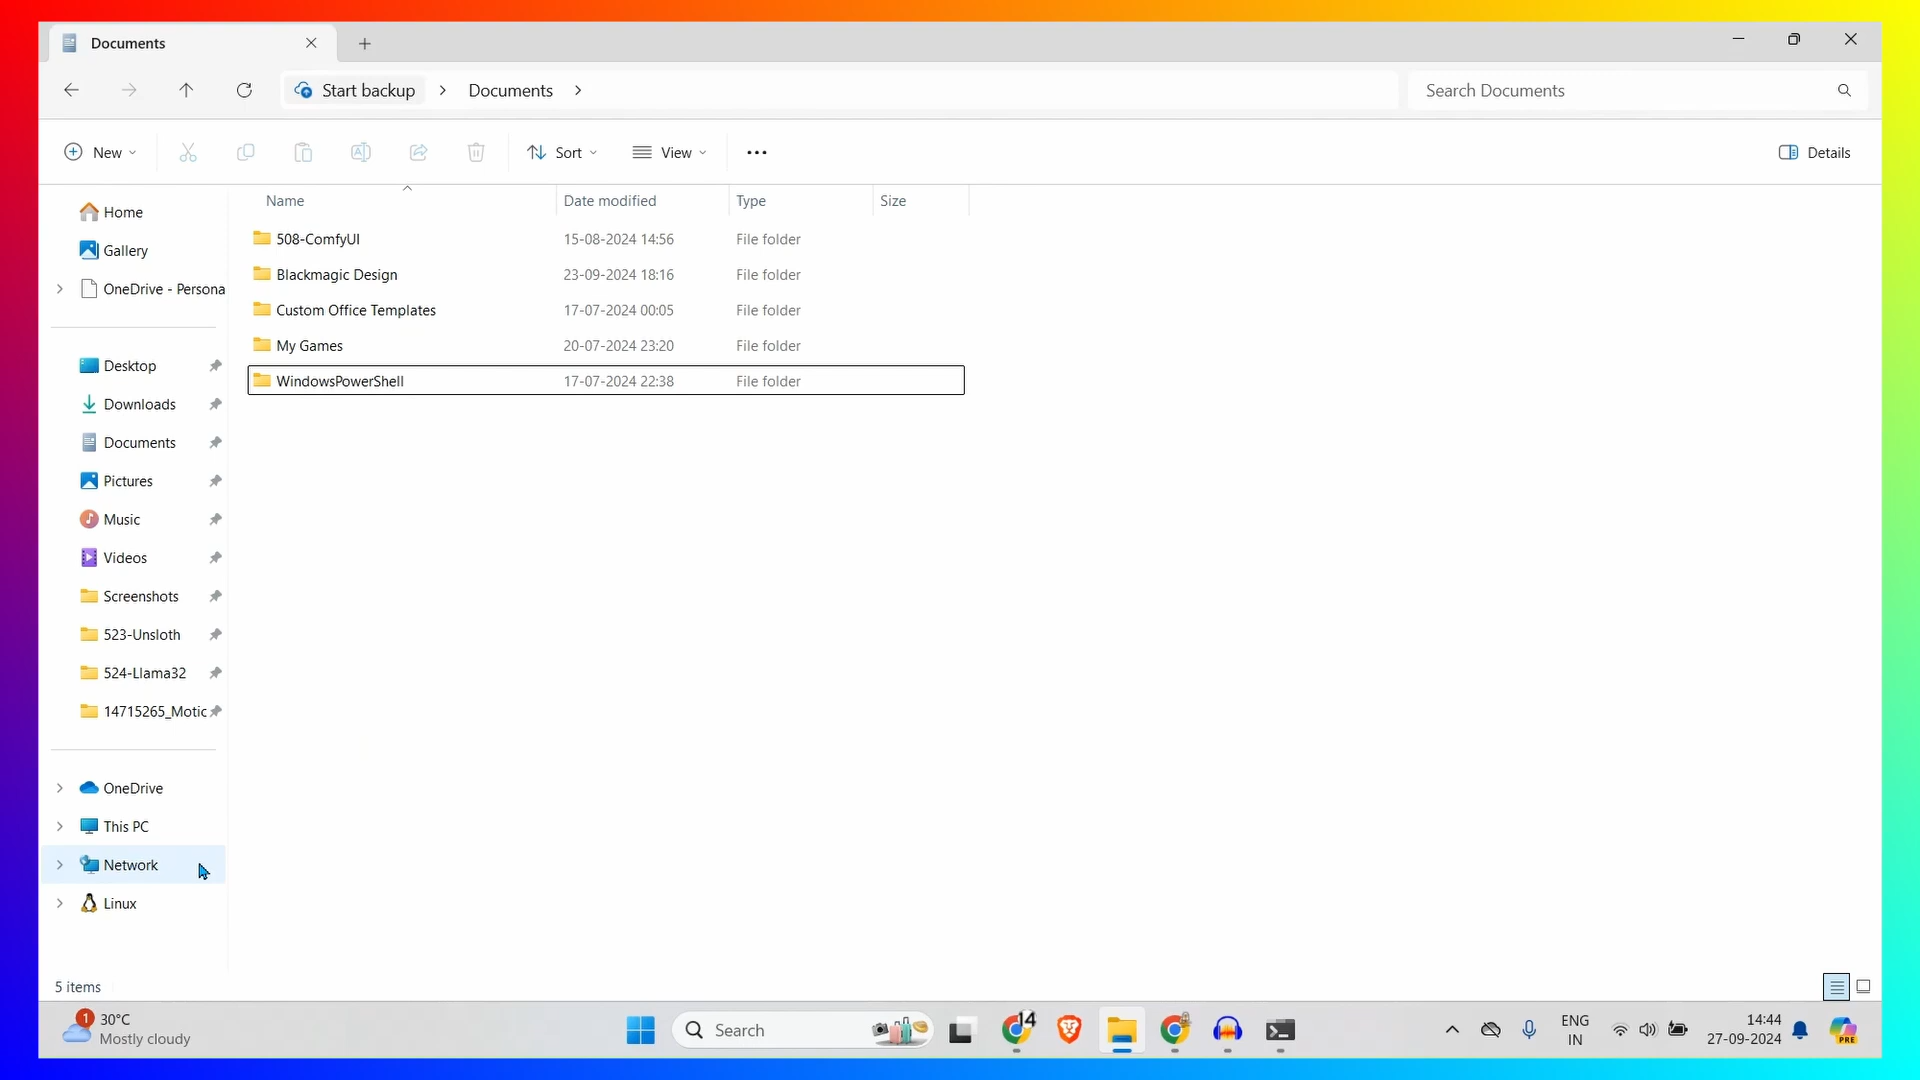 Documents
Start backup
Documents
Search Documents
New
Sort
View
Details
Name
Date modified
Type
Size
508-ComfyUI
15-08-2024 14:56
File folder
Blackmagic Design
23-09-2024 18:16
File folder
Custom Office Templates
17-07-2024 00:05
File folder
My Games
20-07-2024 23:20
File folder
WindowsPowerShell
17-07-2024 22:38
File folder
Home
Gallery
OneDrive - Persona
Desktop
Downloads
Documents
Pictures
Music
Videos
Screenshots
523-Unsloth
524-Llama32
14715265_Motic
OneDrive
This PC
Network
Linux
5 items
1
30°C
Mostly cloudy
Search
14
ENG
IN
14:44
27-09-2024
PRE